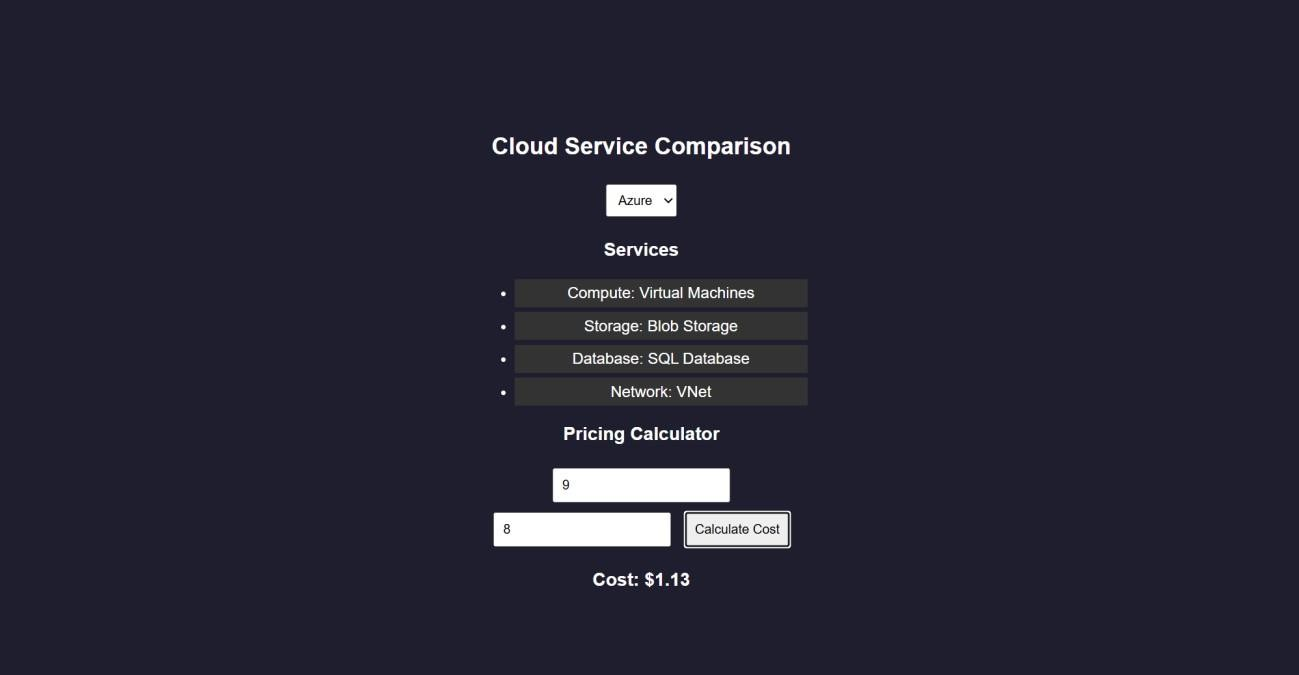 Cloud Service Comparison
Azure
Services
Compute: Virtual Machines
Storage: Blob Storage
Database: SQL Database
Network: VNet
Pricing Calculator
9
8
Calculate Cost
Cost: $1.13